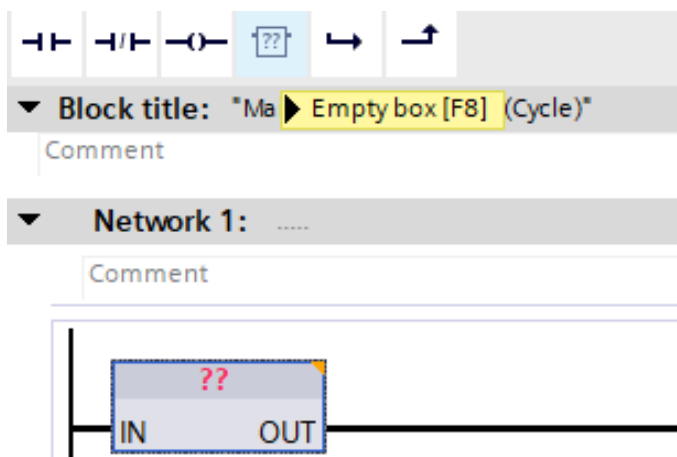 ??
Block title: "Ma Empty box [F8] (Cycle)"
Comment
Network 1: .....
Comment
??
IN OUT